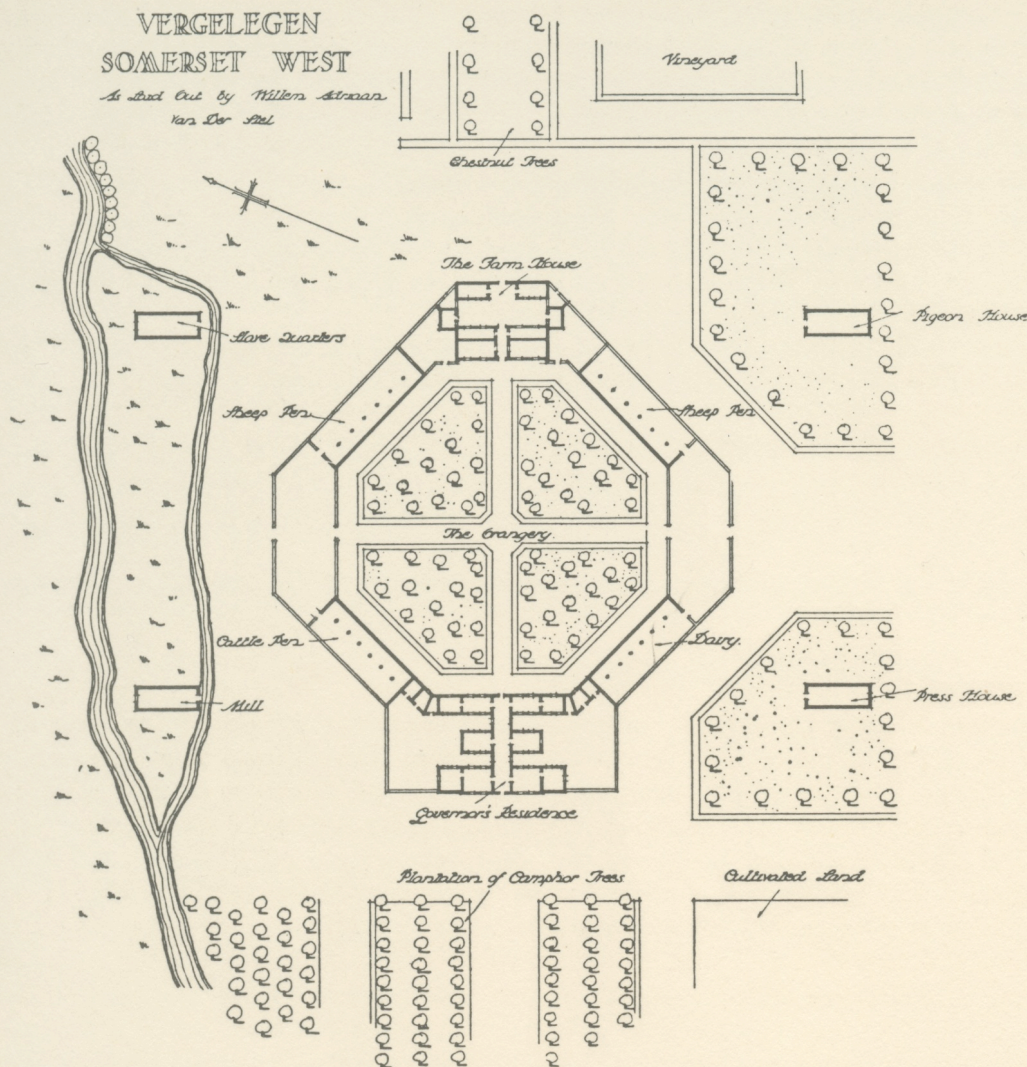 VERGELEGEN
SOMERSET WEST
As Laid Out by Willem Adriaan
Van Der Stel
Vineyard
Chestnut Trees
The Farm House
Slave Quarters
Pigeon House
Sheep Pen
Sheep Pen
The Orangery.
Cattle Pen
Dairy.
Mill
Press House
Governor's Residence
Plantation of Camphor Trees
Cultivated Land